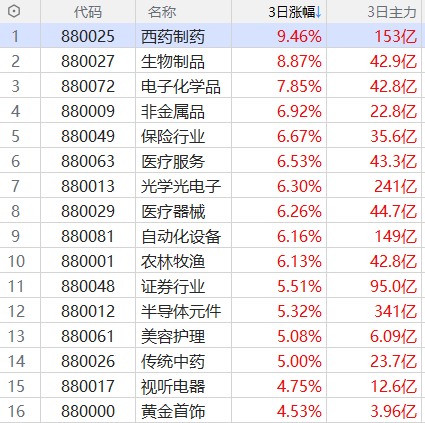 代码 名称 3日涨幅↓ 3日主力
1 880025 西药制药 9.46% 153亿
2 880027 生物制品 8.87% 42.9亿
3 880072 电子化学品 7.85% 42.8亿
4 880009 非金属品 6.92% 22.8亿
5 880049 保险行业 6.67% 35.6亿
6 880063 医疗服务 6.53% 43.3亿
7 880013 光学光电子 6.30% 241亿
8 880029 医疗器械 6.26% 44.7亿
9 880081 自动化设备 6.16% 149亿
10 880001 农林牧渔 6.13% 42.8亿
11 880048 证券行业 5.51% 95.0亿
12 880012 半导体元件 5.32% 341亿
13 880061 美容护理 5.08% 6.09亿
14 880026 传统中药 5.00% 23.7亿
15 880017 视听电器 4.75% 12.6亿
16 880000 黄金首饰 4.53% 3.96亿